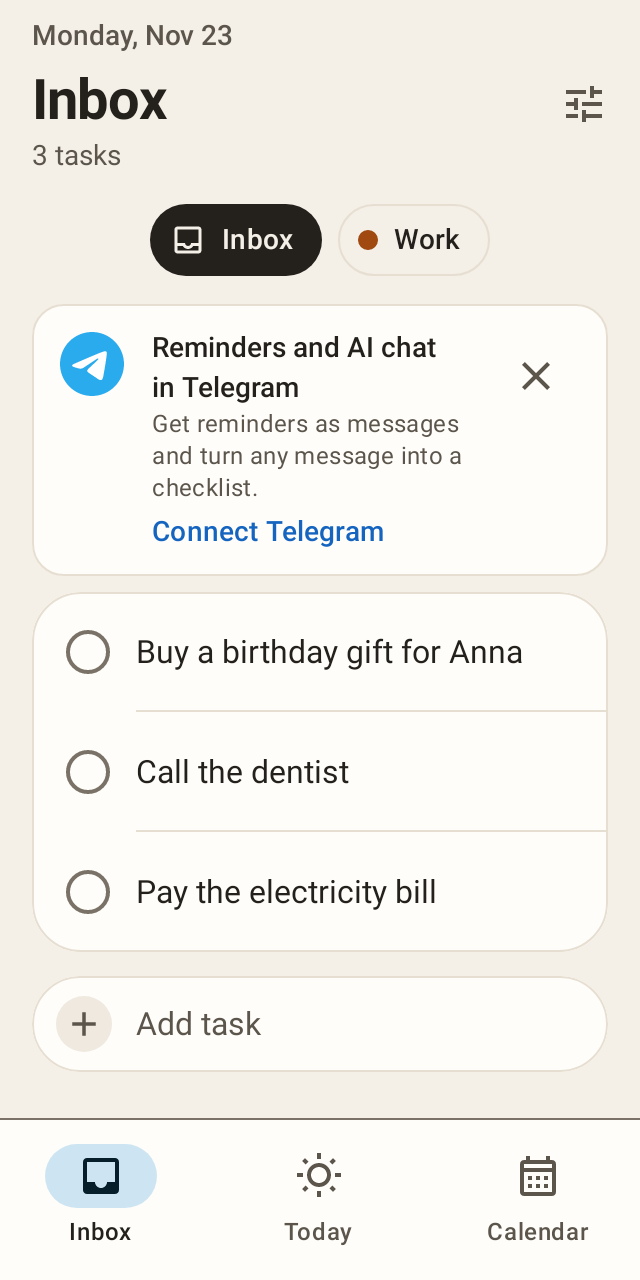 Monday, Nov 23
Inbox
3 tasks
Inbox
Work
Reminders and AI chat
in Telegram
Get reminders as messages
and turn any message into a
checklist.
Connect Telegram
Buy a birthday gift for Anna
Call the dentist
Pay the electricity bill
Add task
Inbox
Today
Calendar